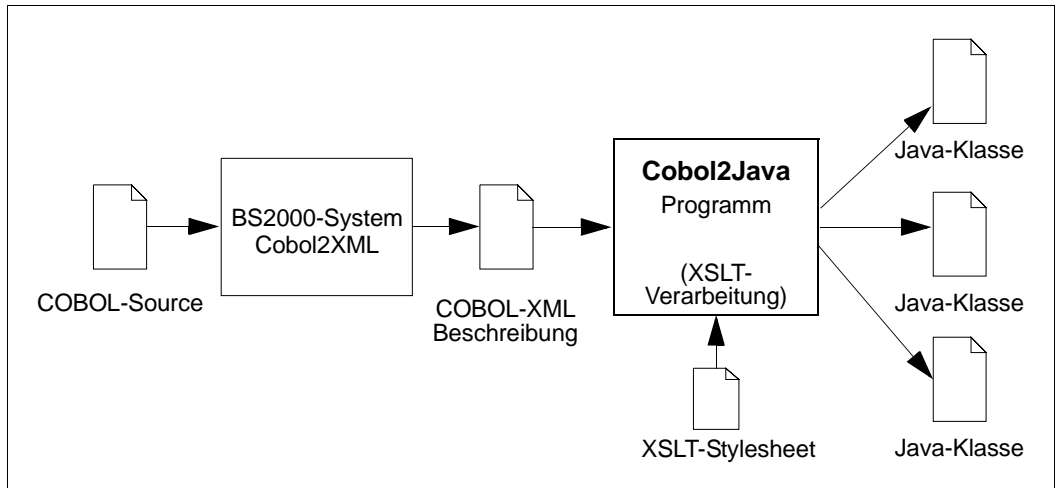 COBOL-Source
BS2000-System
Cobol2XML
COBOL-XML
Beschreibung
Cobol2Java
Programm
(XSLT-
Verarbeitung)
XSLT-Stylesheet
Java-Klasse
Java-Klasse
Java-Klasse